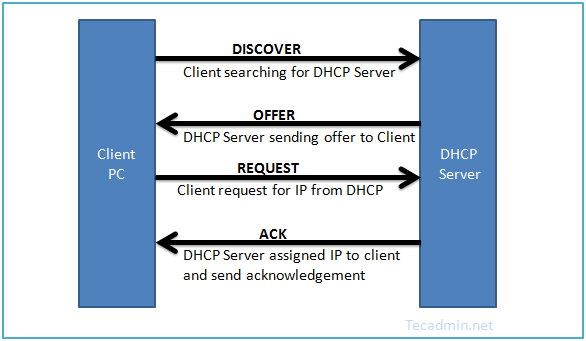 DISCOVER
Client searching for DHCP Server
OFFER
DHCP Server sending offer to Client
Client
PC
DHCP
Server
REQUEST
Client request for IP from DHCP
ACK
DHCP Server assigned IP to client
and send acknowledgement
Tecadmin.net